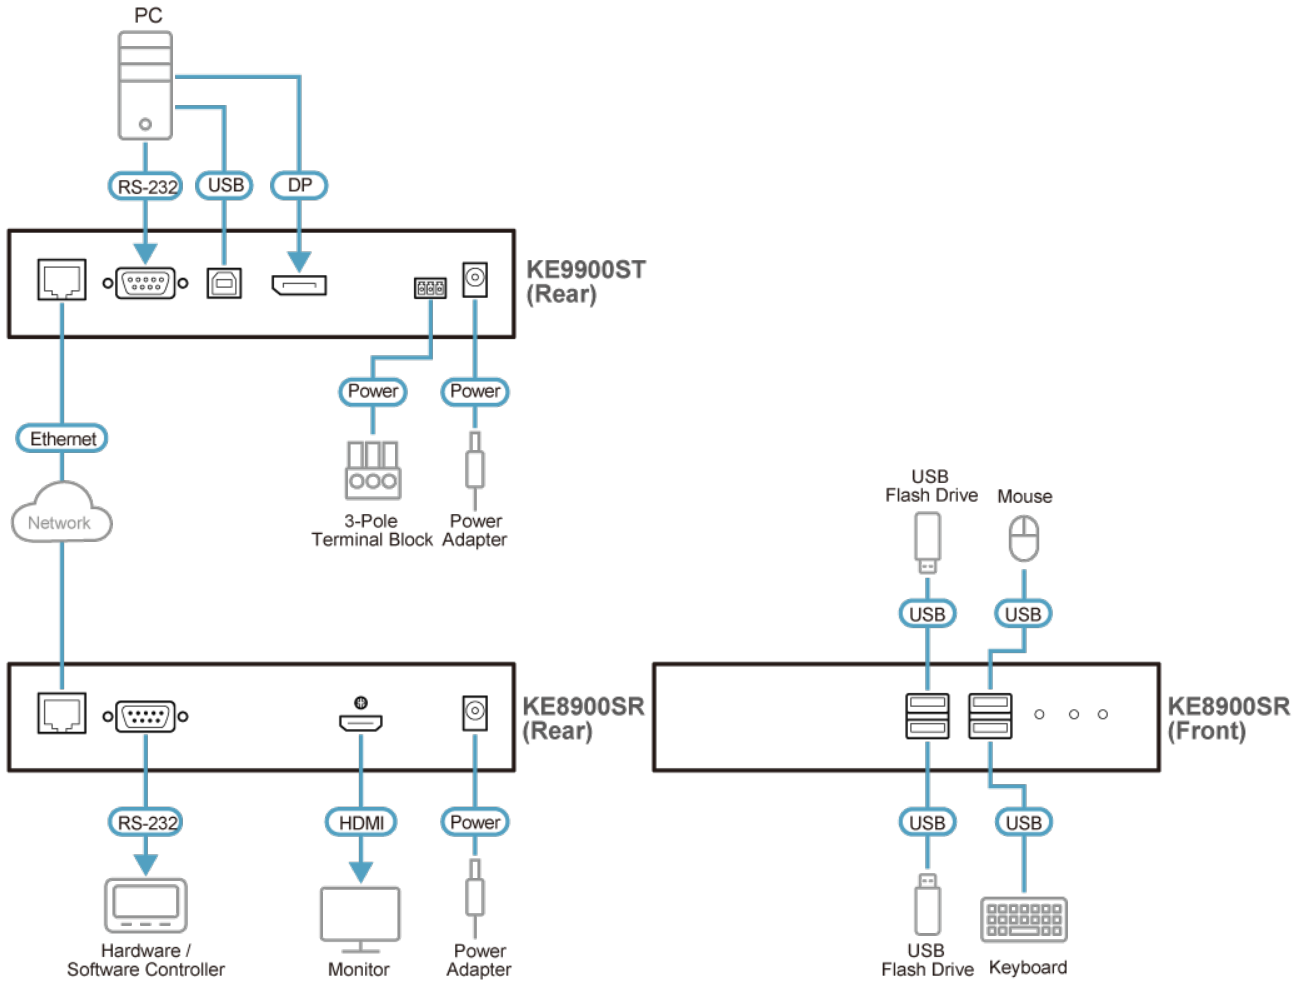 PC
RS-232
USB
DP
KE9900ST
(Rear)
Power
Power
Ethernet
Network
3-Pole
Terminal Block
Power
Adapter
USB
Flash Drive
Mouse
USB
USB
KE8900SR
(Rear)
KE8900SR
(Front)
RS-232
HDMI
Power
USB
USB
Hardware /
Software Controller
Monitor
Power
Adapter
USB
Flash Drive
Keyboard